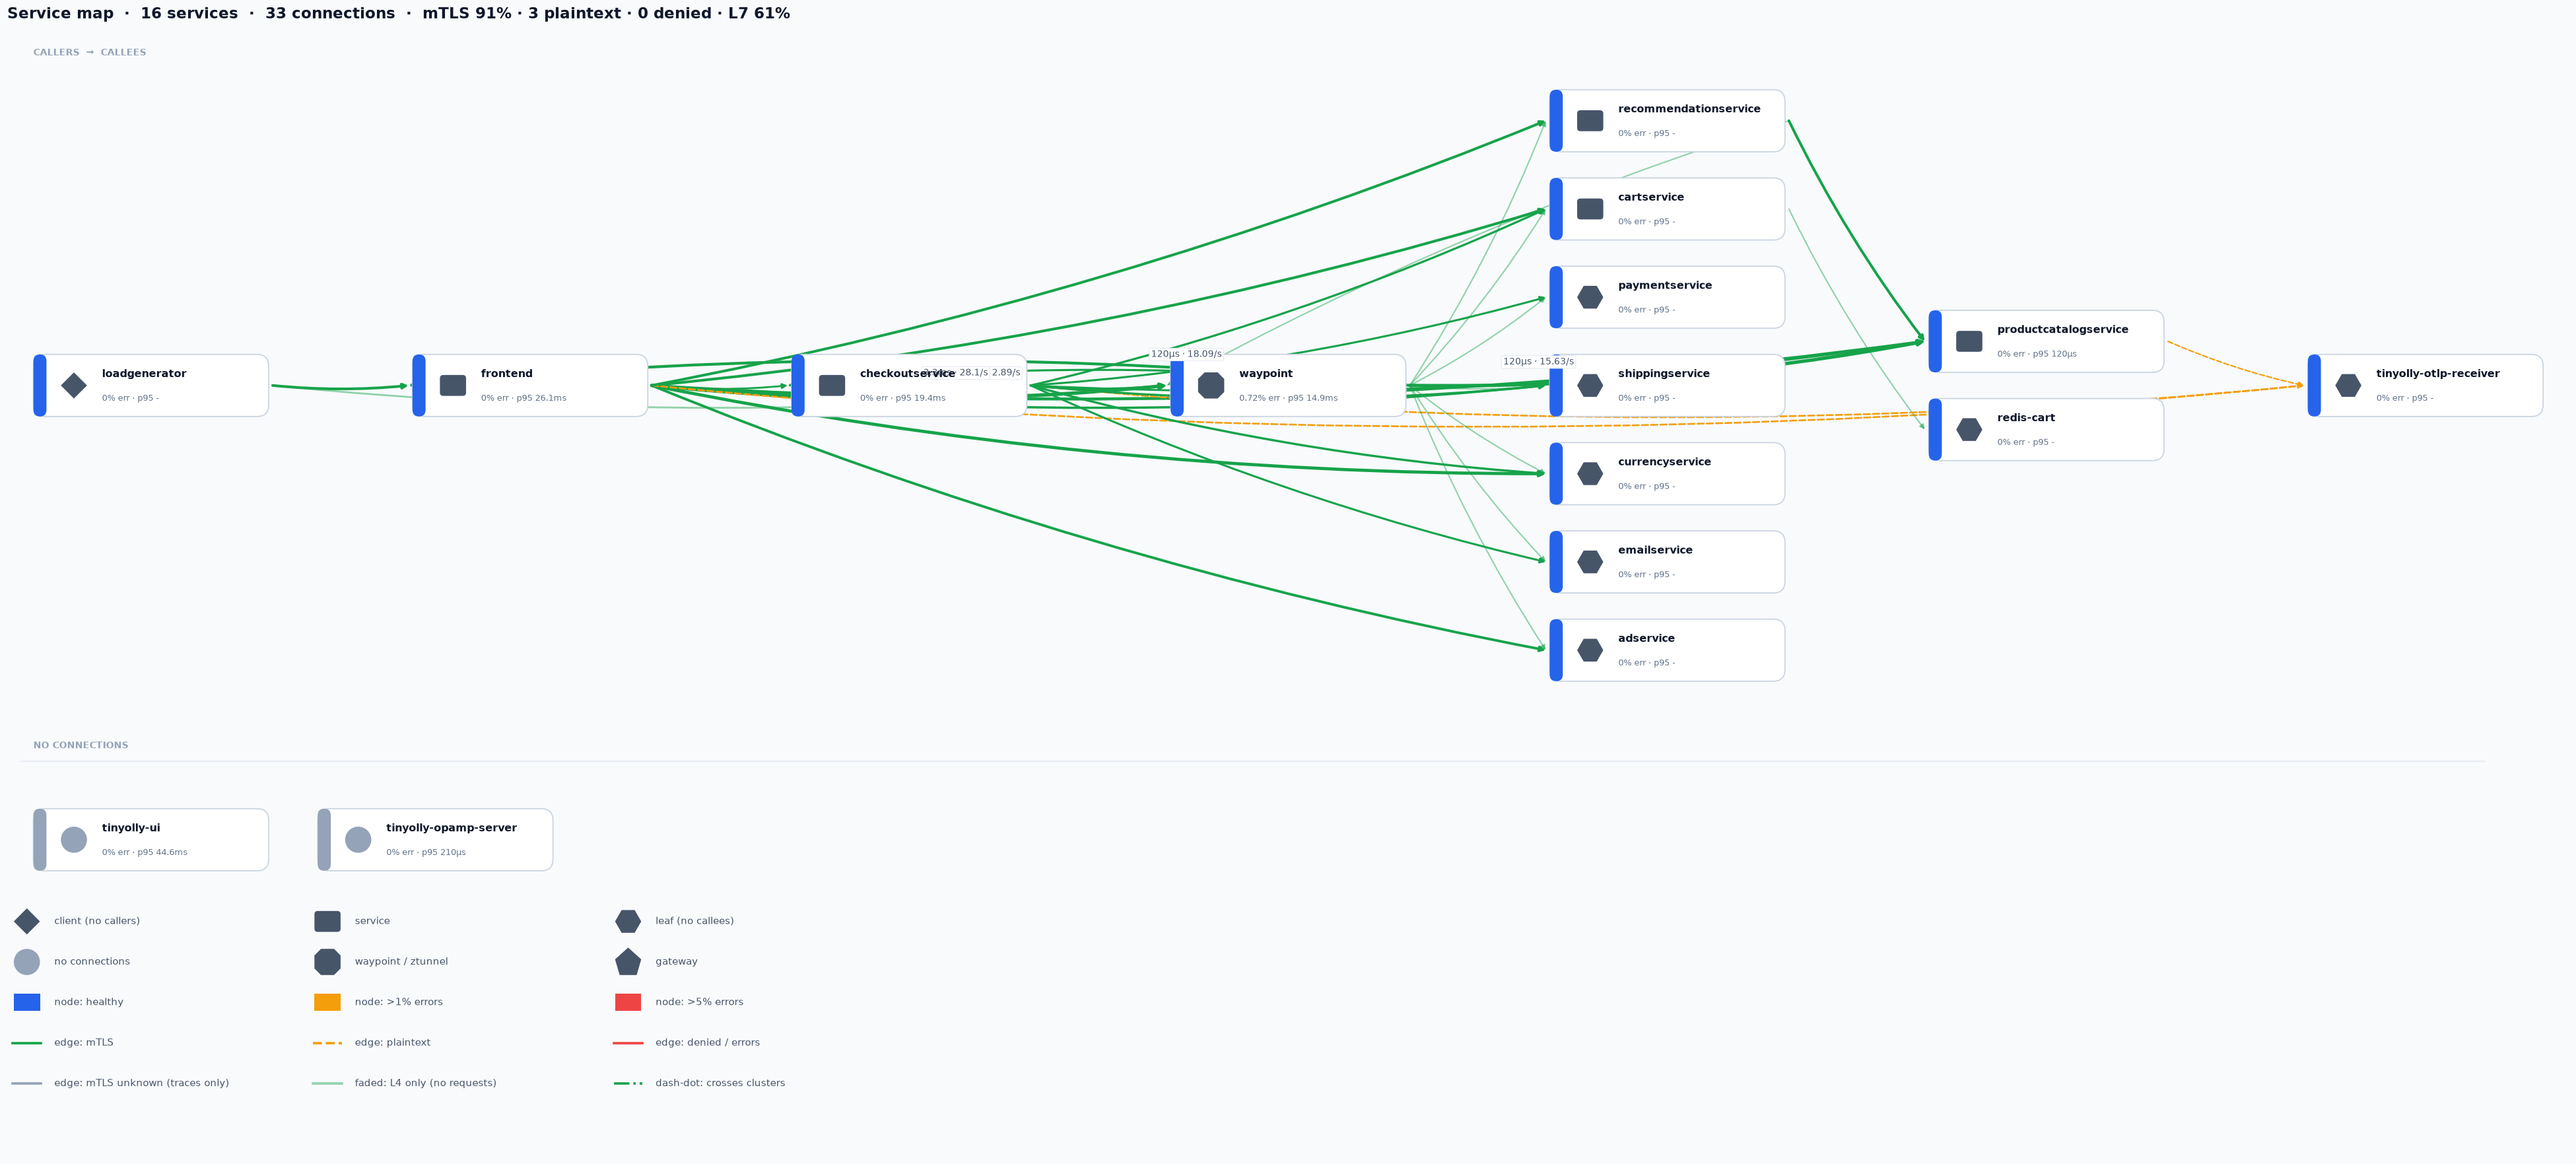 Service map · 16 services · 33 connections · mTLS 91% · 3 plaintext · 0 denied · L7 61%
CALLERS → CALLEES
recommendationservice
0% err · p95 -
cartservice
0% err · p95 -
paymentservice
0% err · p95 -
productcatalogservice
0% err · p95 120µs
loadgenerator
0% err · p95 -
frontend
0% err · p95 26.1ms
checkoutservice
0% err · p95 19.4ms
28.1/s 2.89/s
120µs · 18.09/s
waypoint
0.72% err · p95 14.9ms
120µs · 15.63/s
shippingservice
0% err · p95 -
tinyolly-otlp-receiver
0% err · p95 -
redis-cart
0% err · p95 -
currencyservice
0% err · p95 -
emailservice
0% err · p95 -
adservice
0% err · p95 -
NO CONNECTIONS
tinyolly-ui
0% err · p95 44.6ms
tinyolly-opamp-server
0% err · p95 210µs
client (no callers)
service
leaf (no callees)
no connections
waypoint / ztunnel
gateway
node: healthy
node: >1% errors
node: >5% errors
edge: mTLS
edge: plaintext
edge: denied / errors
edge: mTLS unknown (traces only)
faded: L4 only (no requests)
dash-dot: crosses clusters